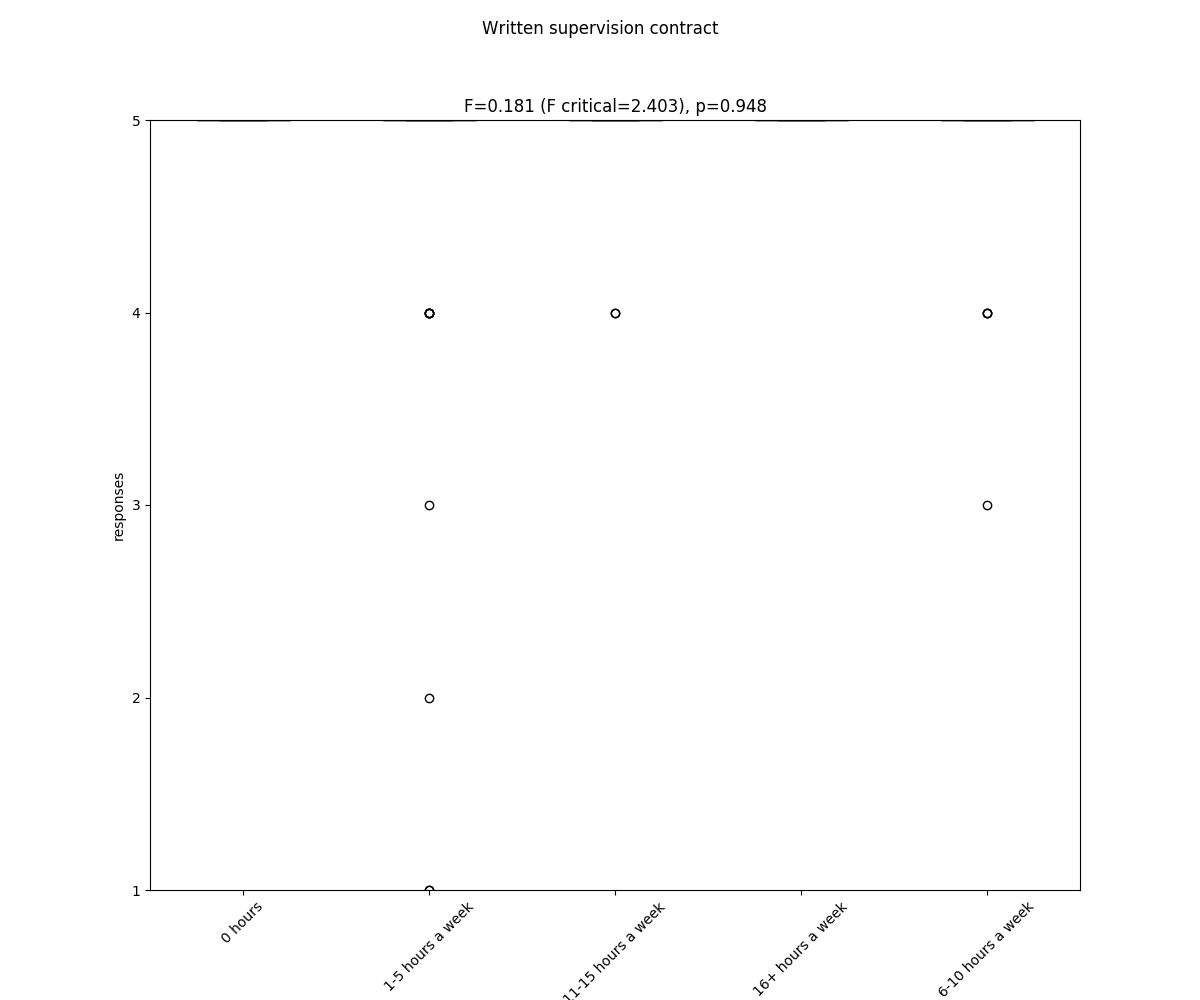 Written supervision contract
F=0.181 (F critical=2.403), p=0.948
5
4
3
2
1
responses
0 hours
1-5 hours a week
11-15 hours a week
16+ hours a week
6-10 hours a week